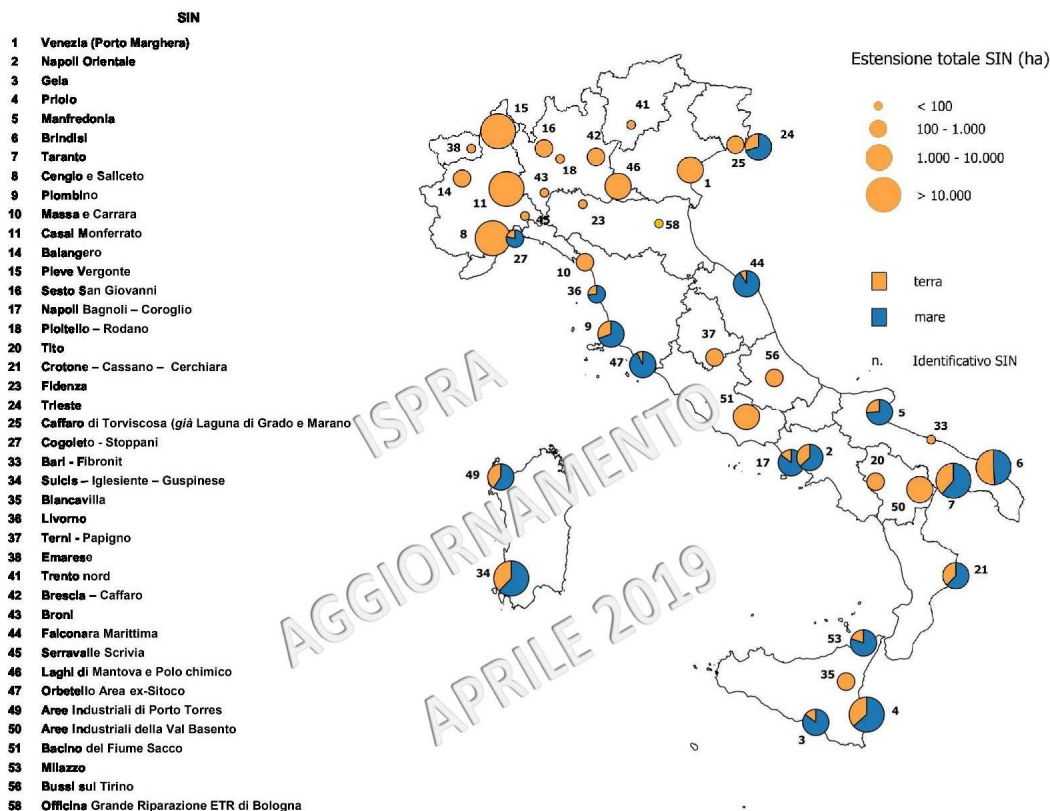 SIN
1 Venezia (Porto Marghera)
2 Napoli Orientale
3 Gela
4 Priolo
5 Manfredonia
6 Brindisi
7 Taranto
8 Cengio e Saliceto
9 Piombino
10 Massa e Carrara
11 Casal Monferrato
14 Balangero
15 Pieve Vergonte
16 Sesto San Giovanni
17 Napoli Bagnoli – Coroglio
18 Pioltello – Rodano
20 Tito
21 Crotone – Cassano – Cerchiara
23 Fidenza
24 Trieste
25 Caffaro di Torviscosa (già Laguna di Grado e Marano
27 Cogoleto - Stoppani
33 Bari - Fibronit
34 Sulcis – Iglesiente – Guspinese
35 Biancavilla
36 Livorno
37 Terni - Papigno
38 Emarese
41 Trento nord
42 Brescia – Caffaro
43 Broni
44 Falconara Marittima
45 Serravalle Scrivia
46 Laghi di Mantova e Polo chimico
47 Orbetello Area ex-Sitoco
49 Aree Industriali di Porto Torres
50 Aree Industriali della Val Basento
51 Bacino del Fiume Sacco
53 Milazzo
56 Bussi sul Tirino
58 Officina Grande Riparazione ETR di Bologna
Estensione totale SIN (ha)
< 100
100 - 1.000
1.000 - 10.000
> 10.000
terra
mare
n. Identificativo SIN
15
16
42
41
24
38
18
25
14
43
46
1
11
45
23
58
8
27
10
44
36
9
37
47
56
51
5
33
17
2
20
6
50
7
49
34
21
53
35
3
4
ISPRA
AGGIORNAMENTO
APRILE 2019